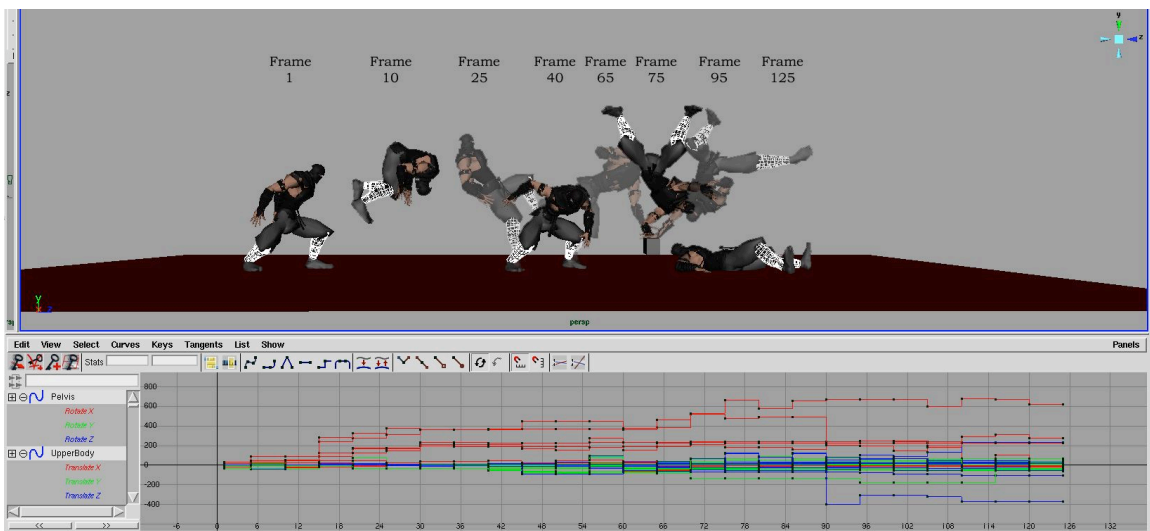 y
z
Frame Frame Frame Frame Frame Frame Frame Frame
1 10 25 40 65 75 95 125
Y
Z
persp
Edit View Select Curves Keys Tangents List Show Panels
Stats
Pelvis
Rotate X
Rotate Y
Rotate Z
UpperBody
Translate X
Translate Y
Translate Z
<< >>
800
600
400
200
0
-200
-400
-6 0 6 12 18 24 30 36 42 48 54 60 66 72 78 84 90 96 102 108 114 120 126 132